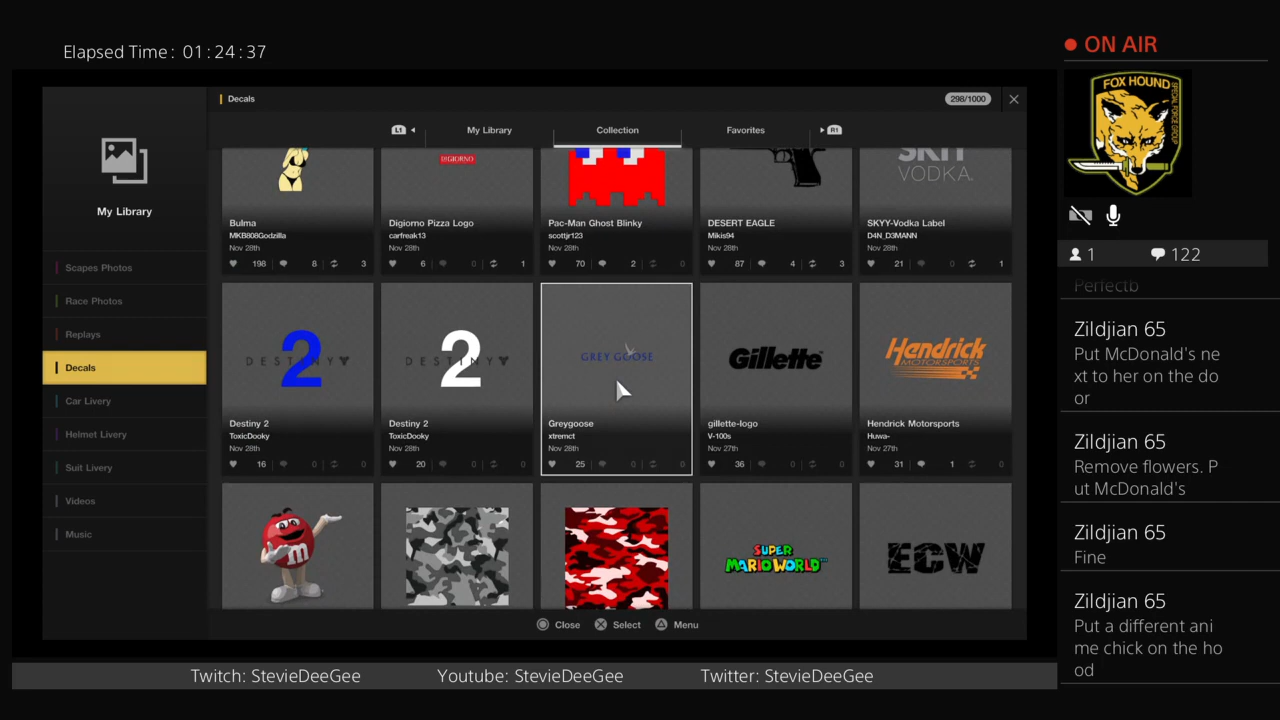 Elapsed Time: 01:24:37
ON AIR
FOX HOUND
SPECIAL FORCE GROUP
1
122
Decals
298/1000
L1
My Library
Collection
Favorites
R1
My Library
Scapes Photos
Race Photos
Replays
Decals
Car Livery
Helmet Livery
Suit Livery
Videos
Music
DIGIORNO
SKYY
VODKA
Bulma
MKB808Godzilla
Nov 28th
198 8 3
Digiorno Pizza Logo
carfreak13
Nov 28th
6 0 1
Pac-Man Ghost Blinky
scottjr123
Nov 28th
70 2 0
DESERT EAGLE
Mikis94
Nov 28th
87 4 3
SKYY-Vodka Label
D4N_D3MANN
Nov 28th
21 0 1
DESTINY 2
Destiny 2
ToxicDooky
Nov 28th
16 0 0
DESTINY 2
Destiny 2
ToxicDooky
Nov 28th
20 0 0
GREY GOOSE
Greygoose
xtremct
Nov 28th
25 0 0
Gillette
gillette-logo
V-100s
Nov 27th
36 0 0
Hendrick
MOTORSPORTS
Hendrick Motorsports
Huwa-
Nov 27th
31 1 0
m
SUPER
MARIO WORLD
ECW
Close
Select
Menu
Perfectb
Zildjian 65
Put McDonald's ne
xt to her on the do
or
Zildjian 65
Remove flowers. P
ut McDonald's
Zildjian 65
Fine
Zildjian 65
Put a different ani
me chick on the ho
od
Twitch: StevieDeeGee
Youtube: StevieDeeGee
Twitter: StevieDeeGee